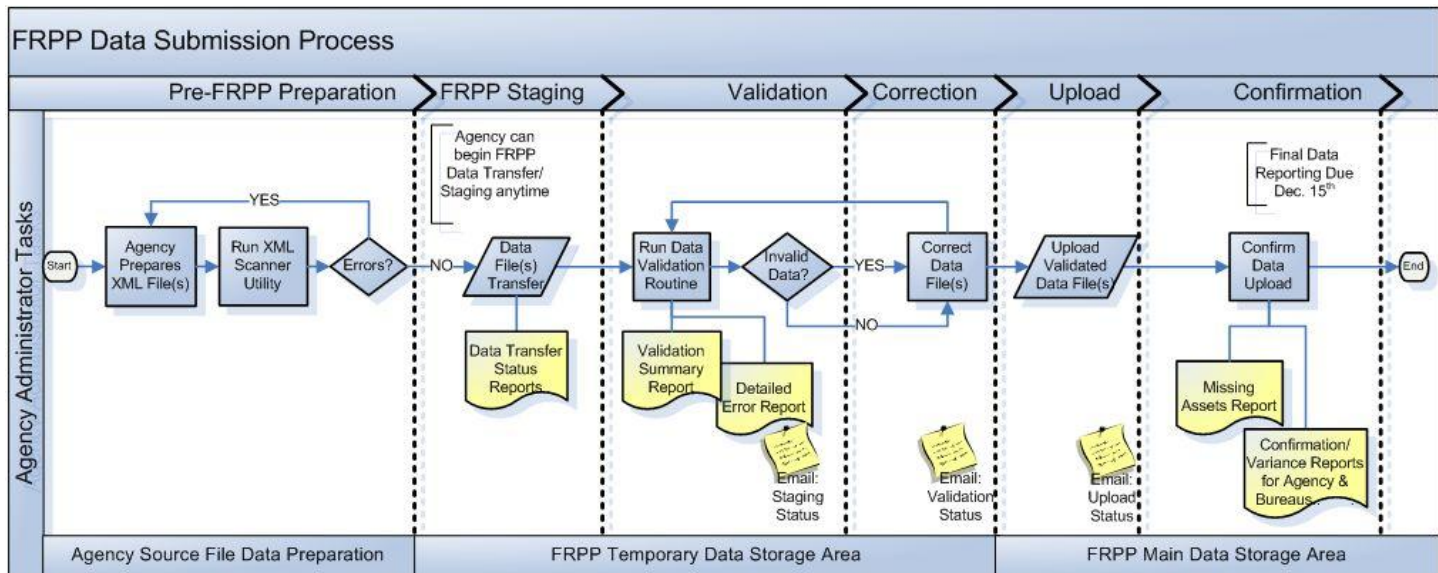 FRPP Data Submission Process
Pre-FRPP Preparation
FRPP Staging
Validation
Correction
Upload
Confirmation
Agency Administrator Tasks
Agency can
begin FRPP
Data Transfer/
Staging anytime
Final Data
Reporting Due
Dec. 15th
YES
Start
Agency
Prepares
XML File(s)
Run XML
Scanner
Utility
Errors?
NO
Data
File(s)
Transfer
Run Data
Validation
Routine
Invalid
Data?
YES
NO
Correct
Data
File(s)
Upload
Validated
Data File(s)
Confirm
Data
Upload
End
Data Transfer
Status
Reports
Validation
Summary
Report
Detailed
Error Report
Missing
Assets Report
Confirmation/
Variance Reports
for Agency &
Bureaus..
Email:
Staging
Status
Email:
Validation
Status
Email:
Upload
Status
Agency Source File Data Preparation
FRPP Temporary Data Storage Area
FRPP Main Data Storage Area